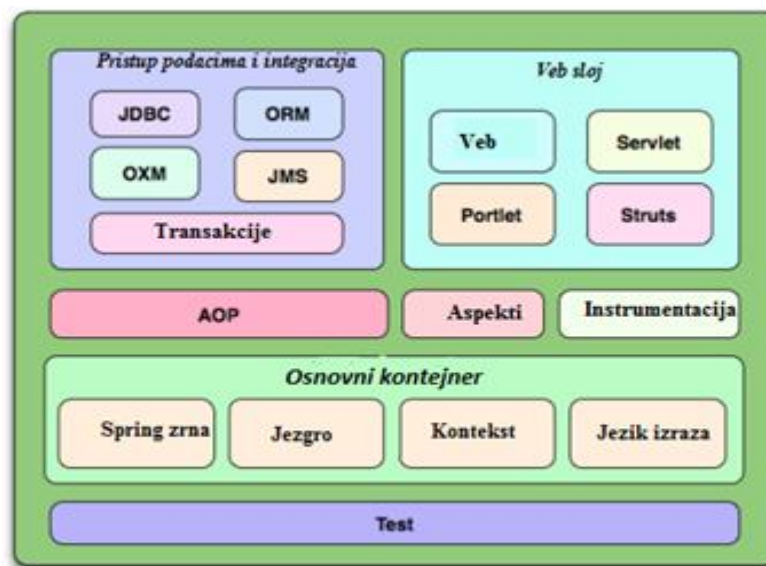 Pristup podacima i integracija
JDBC
ORM
OXM
JMS
Transakcije
Veb sloj
Veb
Servlet
Portlet
Struts
AOP
Aspekti
Instrumentacija
Osnovni kontejner
Spring zrna
Jezgro
Kontekst
Jezik izraza
Test